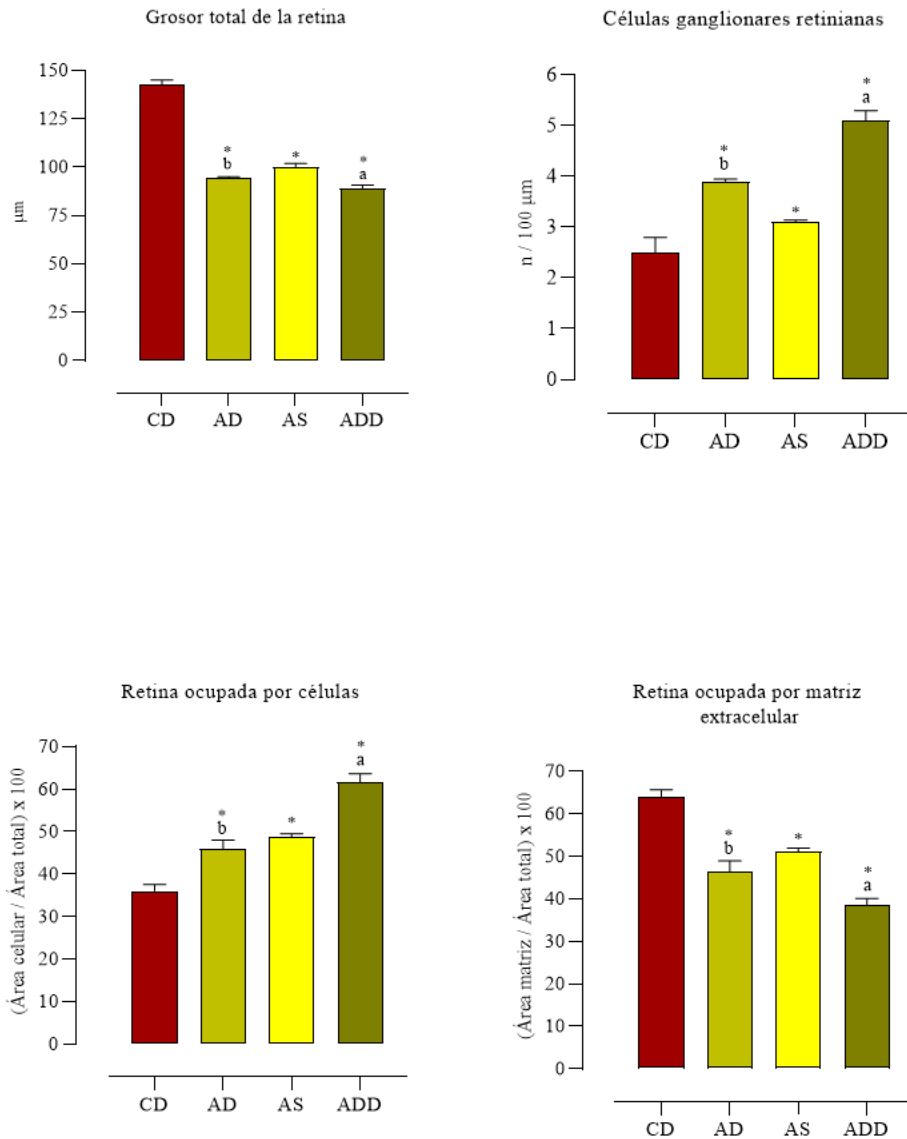 Grosor total de la retina
150
125
100
75
50
25
0
μm
*
b
*
*
a
CD AD AS ADD
Células ganglionares retinianas
6
5
4
3
2
1
0
n / 100 μm
*
b
*
*
a
CD AD AS ADD
Retina ocupada por células
70
60
50
40
30
20
10
0
(Área celular / Área total) x 100
*
b
*
*
a
CD AD AS ADD
Retina ocupada por matriz
extracelular
70
60
50
40
30
20
10
0
(Área matriz / Área total) x 100
*
b
*
*
a
CD AD AS ADD